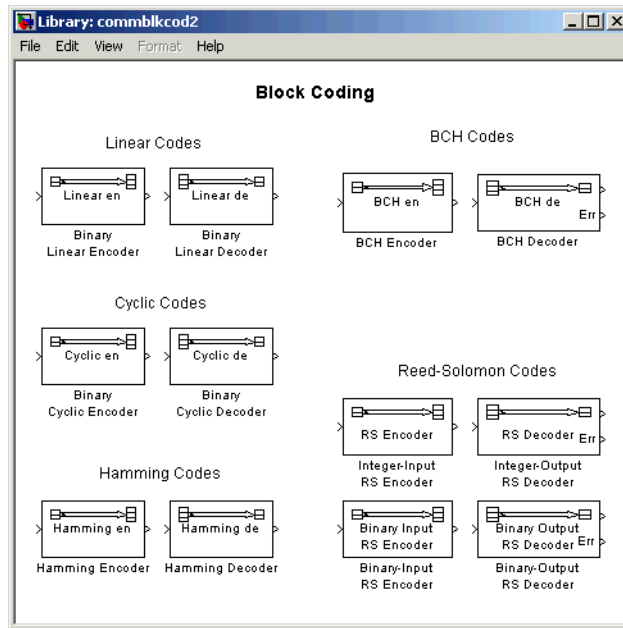 Library: commblkcod2
File Edit View Format Help
Block Coding
Linear Codes
Linear en
Binary
Linear Encoder
Linear de
Binary
Linear Decoder
BCH Codes
BCH en
BCH Encoder
BCH de
Err
BCH Decoder
Cyclic Codes
Cyclic en
Binary
Cyclic Encoder
Cyclic de
Binary
Cyclic Decoder
Reed-Solomon Codes
RS Encoder
Integer-Input
RS Encoder
RS Decoder
Err
Integer-Output
RS Decoder
Hamming Codes
Hamming en
Hamming Encoder
Hamming de
Hamming Decoder
Binary Input
RS Encoder
Binary-Input
RS Encoder
Binary Output
RS Decoder Err
Binary-Output
RS Decoder